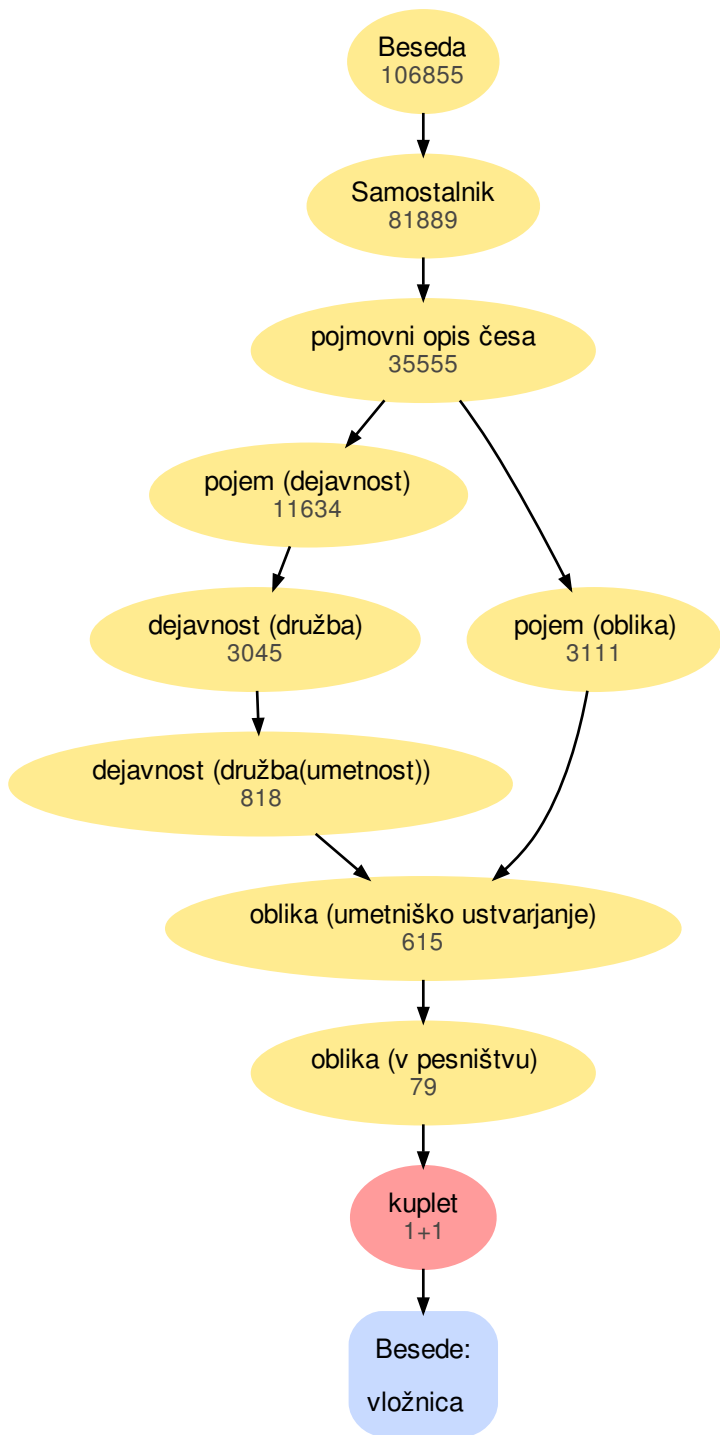 Beseda
106855
Samostalnik
81889
pojmovni opis česa
35555
pojem (dejavnost)
11634
dejavnost (družba)
3045
pojem (oblika)
3111
dejavnost (družba(umetnost))
818
oblika (umetniško ustvarjanje)
615
oblika (v pesništvu)
79
kuplet
1+1
Besede:
vložnica